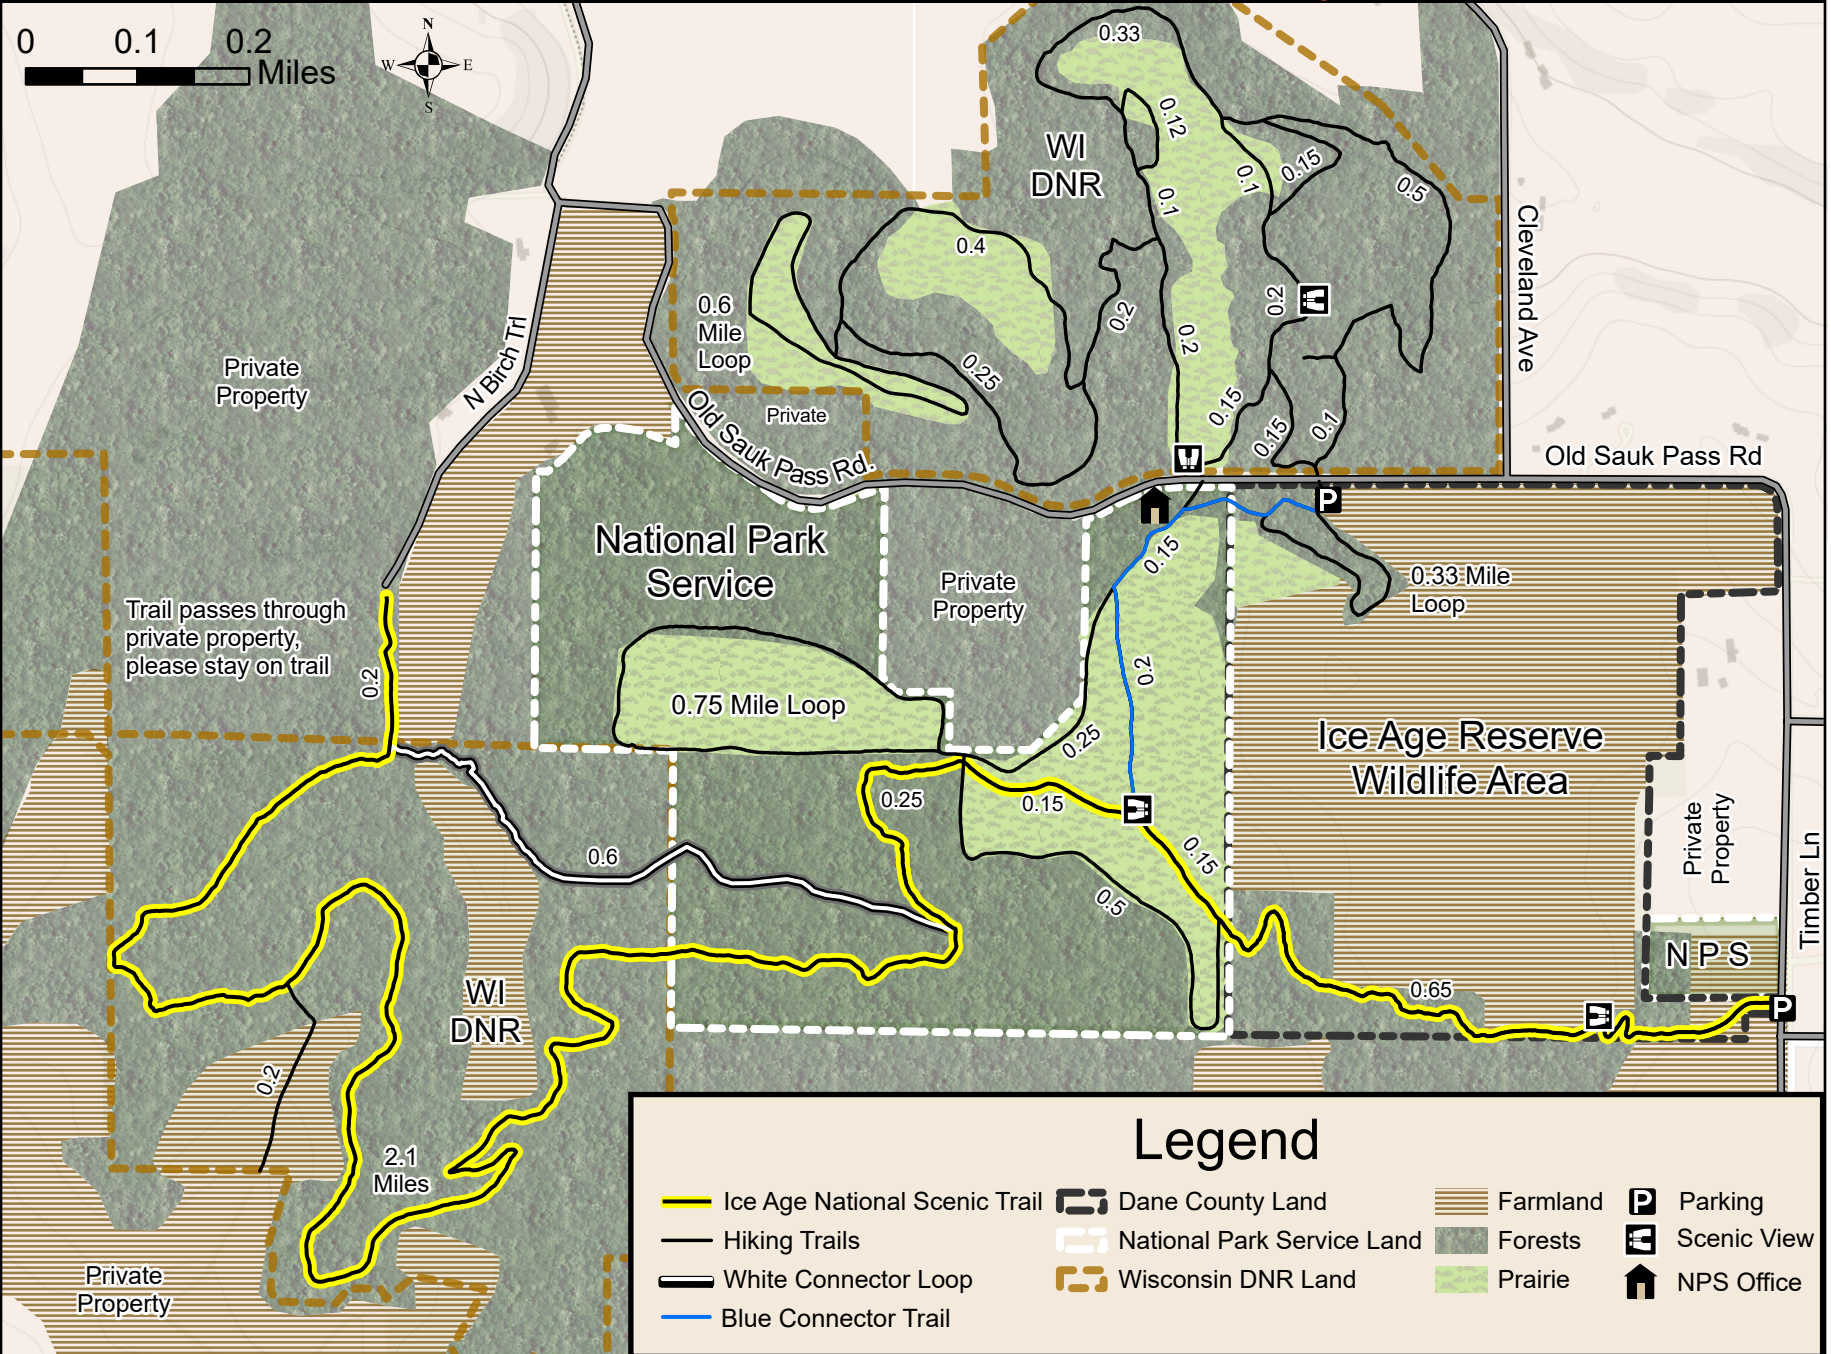 0 0.1 0.2
Miles
N
W E
S
0.33
0.12
WI
DNR
0.1
0.15
0.5
0.1
0.4
0.6
Mile
Loop
0.2
0.2
0.2
0.25
0.15
0.15
0.1
Cleveland Ave
N Birch Trl
Private
Property
Private
Old Sauk Pass Rd.
Old Sauk Pass Rd
P
National Park
Service
Private
Property
0.15
0.33 Mile
Loop
Trail passes through
private property,
please stay on trail
0.2
0.2
0.75 Mile Loop
0.25
Ice Age Reserve
Wildlife Area
0.25
0.15
0.15
0.6
0.5
Private
Property
Timber Ln
N P S
0.65
P
WI
DNR
0.2
2.1
Miles
Private
Property
Legend
Ice Age National Scenic Trail
Hiking Trails
White Connector Loop
Blue Connector Trail
Dane County Land
National Park Service Land
Wisconsin DNR Land
Farmland
Forests
Prairie
P Parking
Scenic View
NPS Office